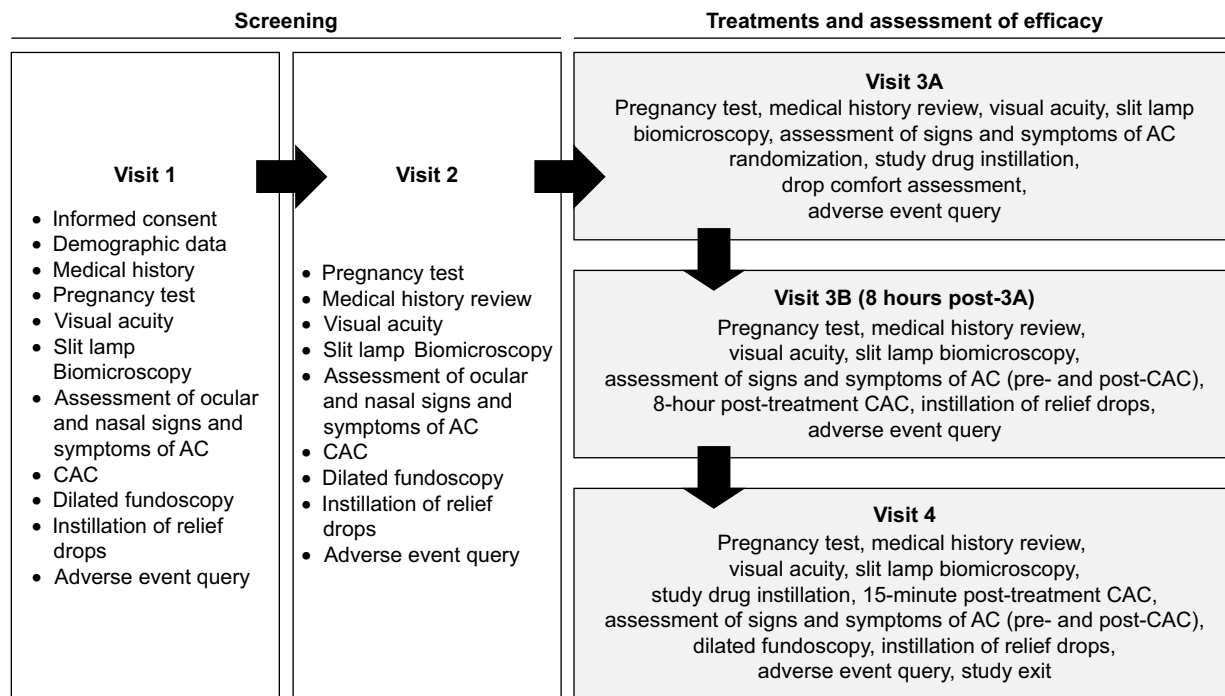 Screening
Treatments and assessment of efficacy
Visit 1
• Informed consent
• Demographic data
• Medical history
• Pregnancy test
• Visual acuity
• Slit lamp
Biomicroscopy
• Assessment of ocular
and nasal signs and
symptoms of AC
• CAC
• Dilated fundoscopy
• Instillation of relief
drops
• Adverse event query
Visit 2
• Pregnancy test
• Medical history review
• Visual acuity
• Slit lamp Biomicroscopy
• Assessment of ocular
and nasal signs and
symptoms of AC
• CAC
• Dilated fundoscopy
• Instillation of relief
drops
• Adverse event query
Visit 3A
Pregnancy test, medical history review, visual acuity, slit lamp
biomicroscopy, assessment of signs and symptoms of AC
randomization, study drug instillation,
drop comfort assessment,
adverse event query
Visit 3B (8 hours post-3A)
Pregnancy test, medical history review,
visual acuity, slit lamp biomicroscopy,
assessment of signs and symptoms of AC (pre- and post-CAC),
8-hour post-treatment CAC, instillation of relief drops,
adverse event query
Visit 4
Pregnancy test, medical history review,
visual acuity, slit lamp biomicroscopy,
study drug instillation, 15-minute post-treatment CAC,
assessment of signs and symptoms of AC (pre- and post-CAC),
dilated fundoscopy, instillation of relief drops,
adverse event query, study exit